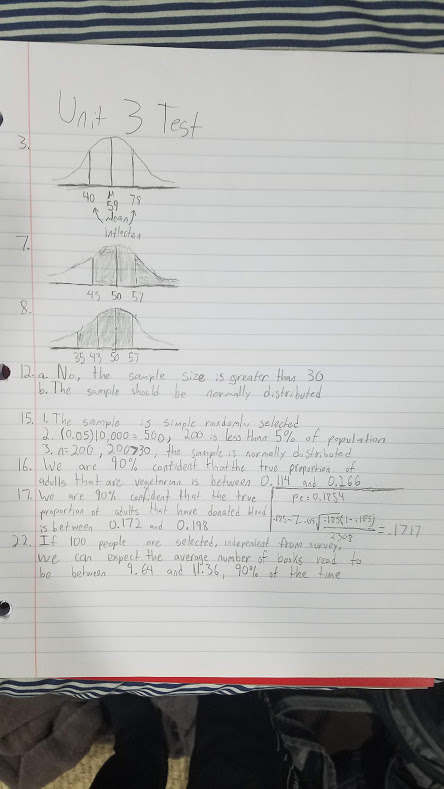 Unit 3 Test
3.
40 M 78
59
Mean
inflection
7.
43 50 57
8.
35 43 50 57
12. a. No, the sample size is greater than 30
b. The sample should be normally distributed
15. 1. The sample is simple randomly selected
2. (0.05)10,000 = 500, 200 is less than 5% of population
3. n=200, 200>30, the sample is normally distributed
16. We are 90% confident that the true proportion of
adults that are vegetarian is between 0.114 and 0.266
17. We are 90% confident that the true
proportion of adults that have donated blood
is between 0.172 and 0.198
pe = 0.1854
.185-Z.05√.185(1-.185)/2308 = .1717
22. If 100 people are selected, independent from survey,
we can expect the average number of books read to
be between 9.64 and 11.36, 90% of the time